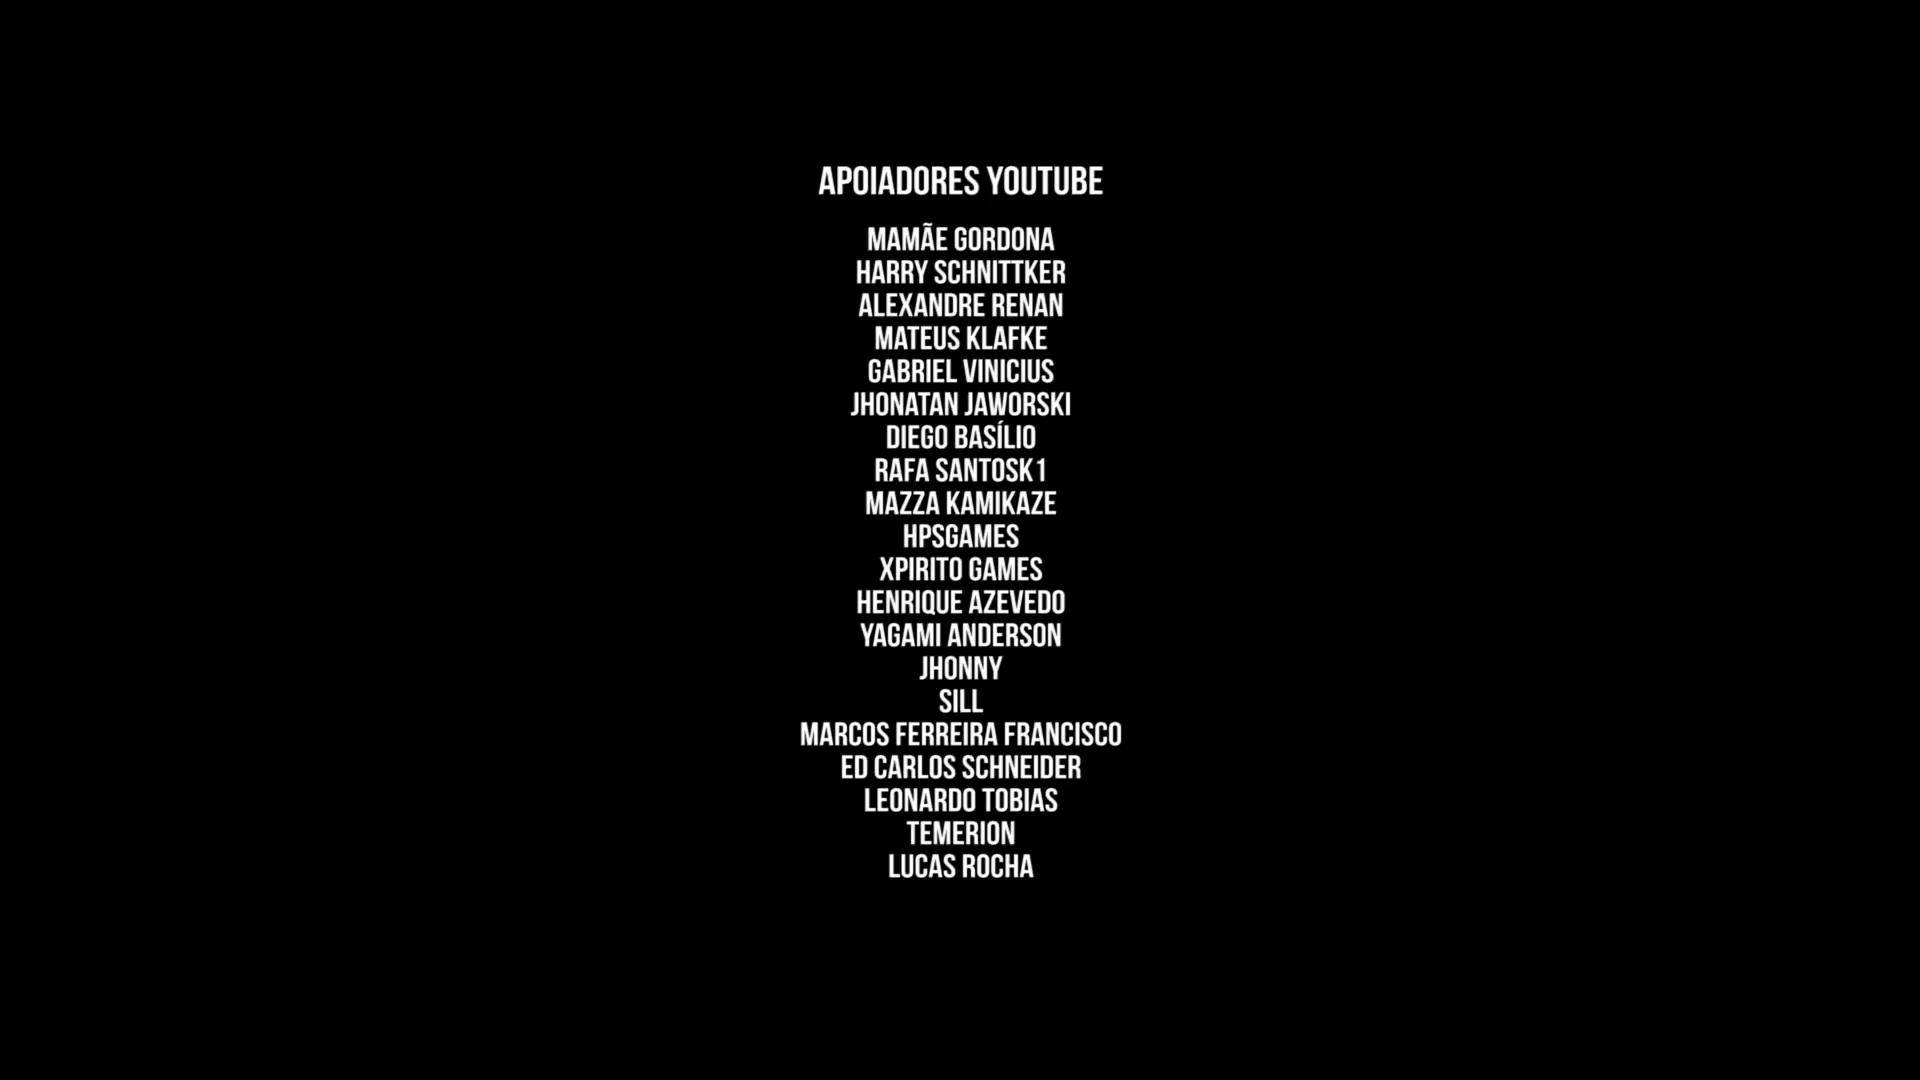 APOIADORES YOUTUBE
MAMÃE GORDONA
HARRY SCHNITTKER
ALEXANDRE RENAN
MATEUS KLAFKE
GABRIEL VINICIUS
JHONATAN JAWORSKI
DIEGO BASÍLIO
RAFA SANTOSK1
MAZZA KAMIKAZE
HPSGAMES
XPIRITO GAMES
HENRIQUE AZEVEDO
YAGAMI ANDERSON
JHONNY
SILL
MARCOS FERREIRA FRANCISCO
ED CARLOS SCHNEIDER
LEONARDO TOBIAS
TEMERION
LUCAS ROCHA